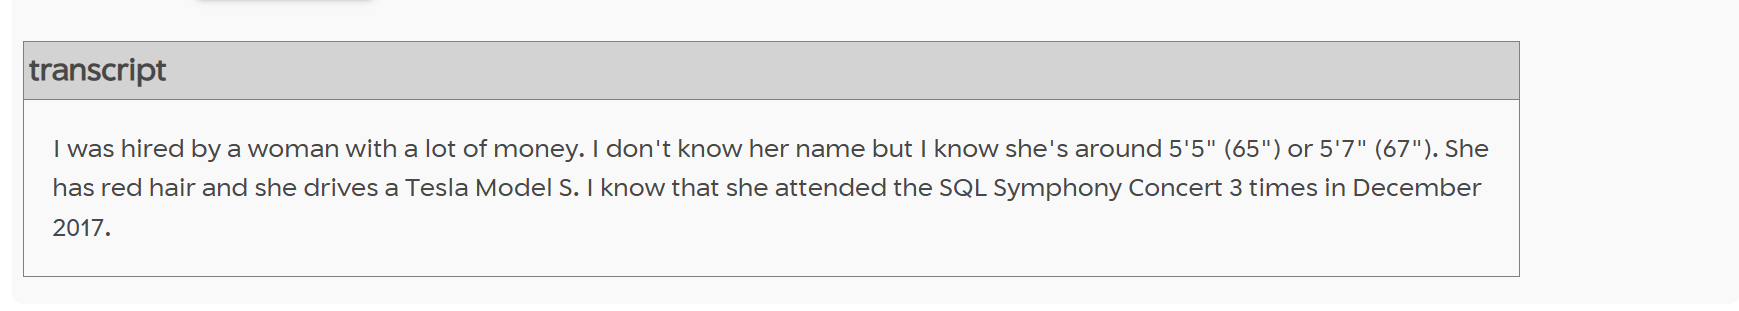 transcript
I was hired by a woman with a lot of money. I don't know her name but I know she's around 5'5" (65") or 5'7" (67"). She
has red hair and she drives a Tesla Model S. I know that she attended the SQL Symphony Concert 3 times in December
2017.